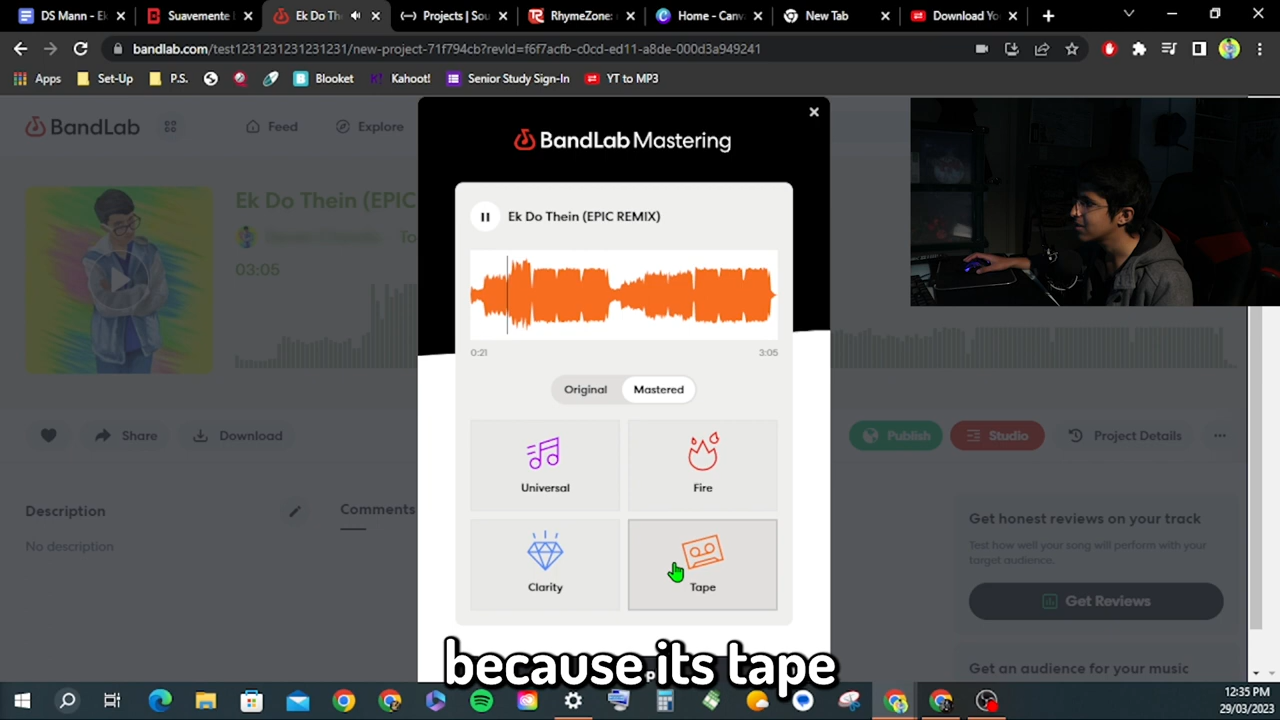 DS Mann - Ek
Suavemente L
Ek Do The
Projects | Sou
RhymeZone:
Home - Canv
New Tab
Download Yo
bandlab.com/test1231231231231231/new-project-71f794cb?revId=f6f7acfb-c0cd-ed11-a8de-000d3a949241
Apps
Set-Up
P.S.
Blooket
Kahoot!
Senior Study Sign-In
YT to MP3
BandLab
Feed
Explore
BandLab Mastering
Ek Do Thein (EPIC
To
03:05
Ek Do Thein (EPIC REMIX)
0:21
3:05
Original
Mastered
Universal
Fire
Clarity
Tape
Share
Download
Publish
Studio
Project Details
Description
No description
Comments
Get honest reviews on your track
Test how well your song will perform with your
target audience.
Get Reviews
Get an audience for your music
because its tape
12:35 PM
29/03/2023